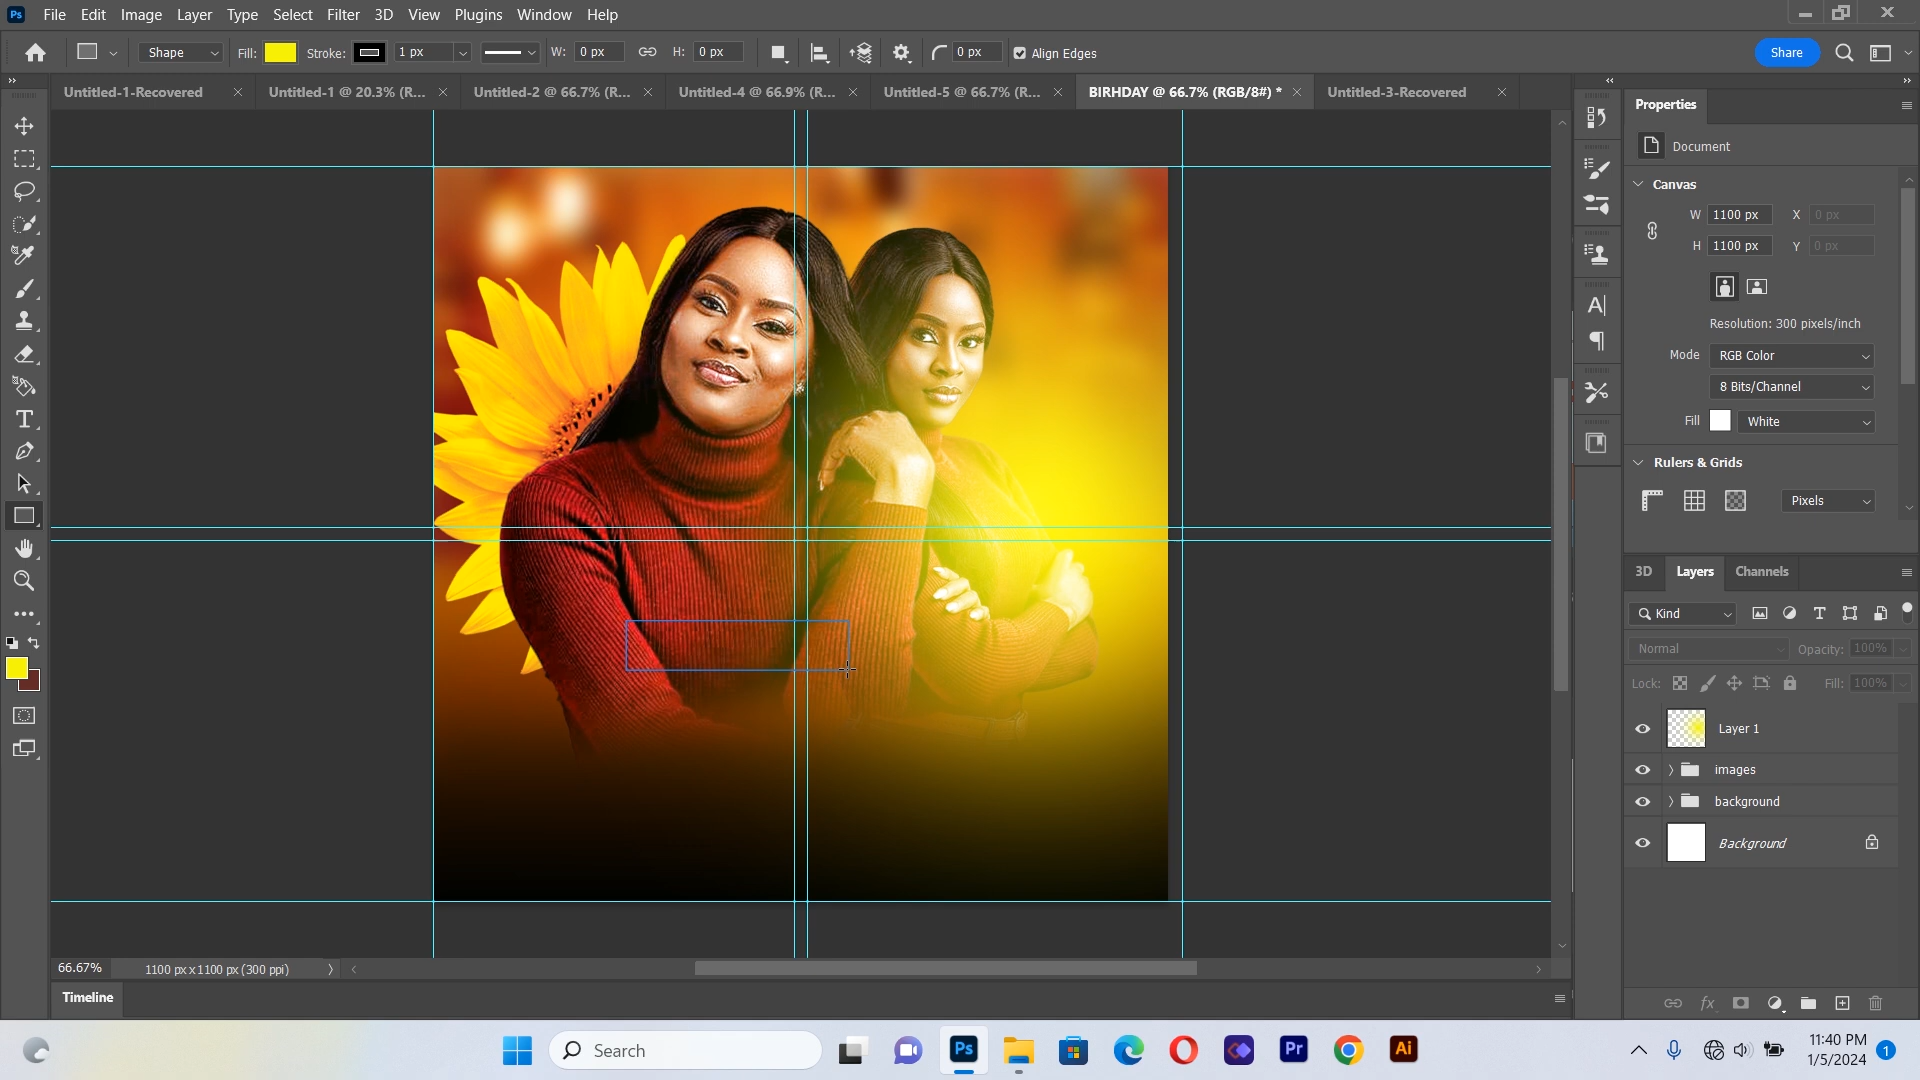 Ps File Edit Image Layer Type Select Filter 3D View Plugins Window Help
Shape Fill: Stroke: 1 px W: 0 px H: 0 px 0 px Align Edges Share
Untitled-1-Recovered Untitled-1 @ 20.3% (R... Untitled-2 @ 66.7% (R... Untitled-4 @ 66.9% (R... Untitled-5 @ 66.7% (R... BIRHDAY @ 66.7% (RGB/8#) * Untitled-3-Recovered
Properties
Document
Canvas
W 1100 px X 0 px
H 1100 px Y 0 px
Resolution: 300 pixels/inch
Mode RGB Color
8 Bits/Channel
Fill White
Rulers & Grids
Pixels
3D Layers Channels
Kind
Normal Opacity: 100%
Lock: Fill: 100%
Layer 1
images
background
Background
66.67% 1100 px x 1100 px (300 ppi)
Timeline
Search
Ps Pr Ai
11:40 PM
1/5/2024 1